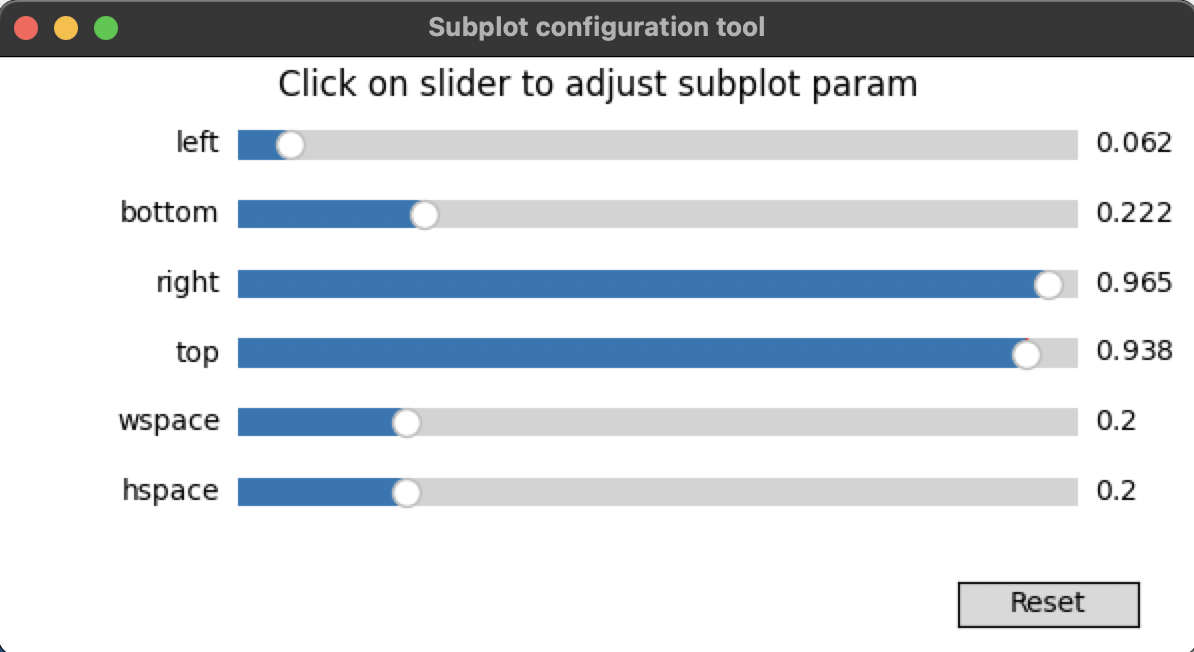 Subplot configuration tool
Click on slider to adjust subplot param
left 0.062
bottom 0.222
right 0.965
top 0.938
wspace 0.2
hspace 0.2
Reset